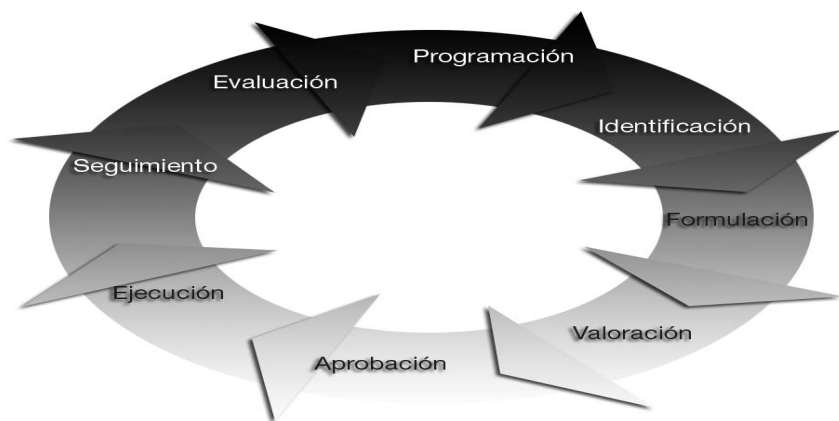 Programación
Identificación
Formulación
Valoración
Aprobación
Ejecución
Seguimiento
Evaluación